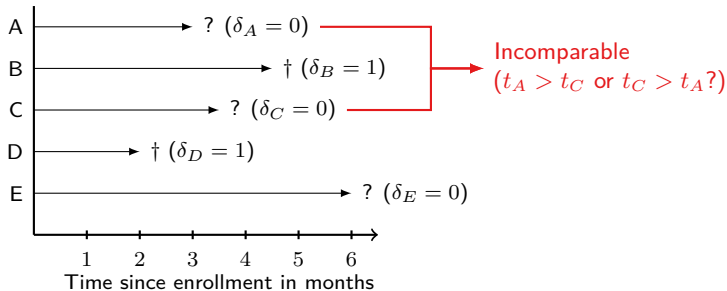 A ? (δ_A = 0)
B † (δ_B = 1)
C ? (δ_C = 0)
D † (δ_D = 1)
E ? (δ_E = 0)
Incomparable
(t_A > t_C or t_C > t_A?)
1 2 3 4 5 6
Time since enrollment in months